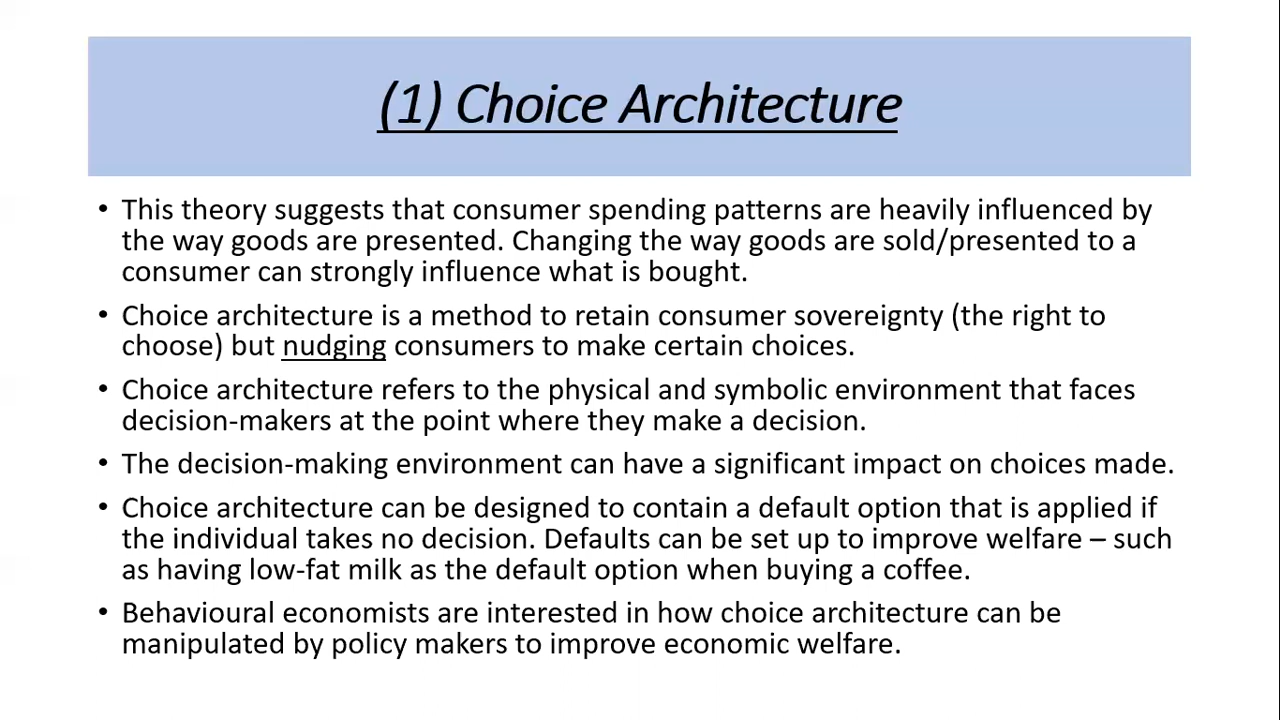 (1) Choice Architecture
• This theory suggests that consumer spending patterns are heavily influenced by
the way goods are presented. Changing the way goods are sold/presented to a
consumer can strongly influence what is bought.
• Choice architecture is a method to retain consumer sovereignty (the right to
choose) but nudging consumers to make certain choices.
• Choice architecture refers to the physical and symbolic environment that faces
decision-makers at the point where they make a decision.
• The decision-making environment can have a significant impact on choices made.
• Choice architecture can be designed to contain a default option that is applied if
the individual takes no decision. Defaults can be set up to improve welfare – such
as having low-fat milk as the default option when buying a coffee.
• Behavioural economists are interested in how choice architecture can be
manipulated by policy makers to improve economic welfare.